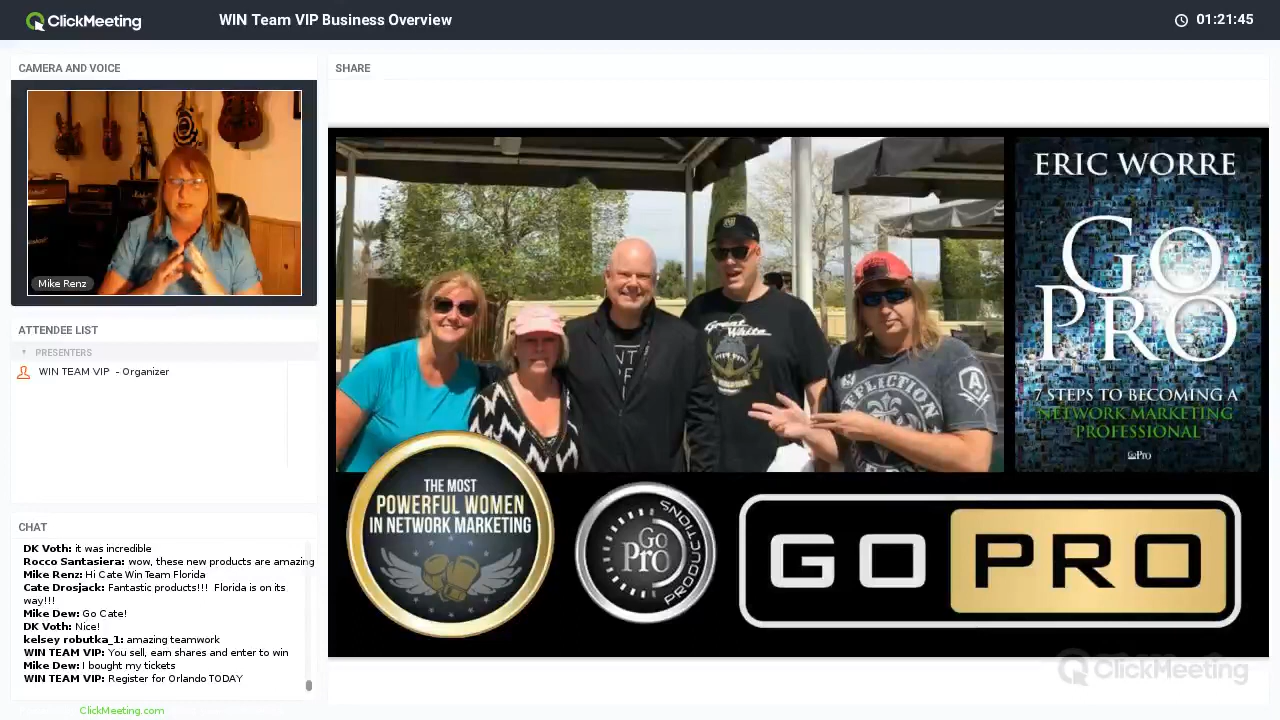 ClickMeeting
WIN Team VIP Business Overview
01:21:45
CAMERA AND VOICE
Mike Renz
ATTENDEE LIST
PRESENTERS
WIN TEAM VIP - Organizer
CHAT
DK Voth: it was incredible
Rocco Santasiera: wow, these new products are amazing
Mike Renz: Hi Cate Win Team Florida
Cate Drosjack: Fantastic products!!! Florida is on its
way!!!
Mike Dew: Go Cate!
DK Voth: Nice!
kelsey robutka_1: amazing teamwork
WIN TEAM VIP: You sell, earn shares and enter to win
Mike Dew: I bought my tickets
WIN TEAM VIP: Register for Orlando TODAY
ClickMeeting.com
SHARE
Great White
AFFLICTION
ERIC WORRE
GO
PRO
7 STEPS TO BECOMING A
NETWORK MARKETING
PROFESSIONAL
GoPro
THE MOST
POWERFUL WOMEN
IN NETWORK MARKETING
Go
Pro
PRODUCTIONS
GO PRO
ClickMeeting